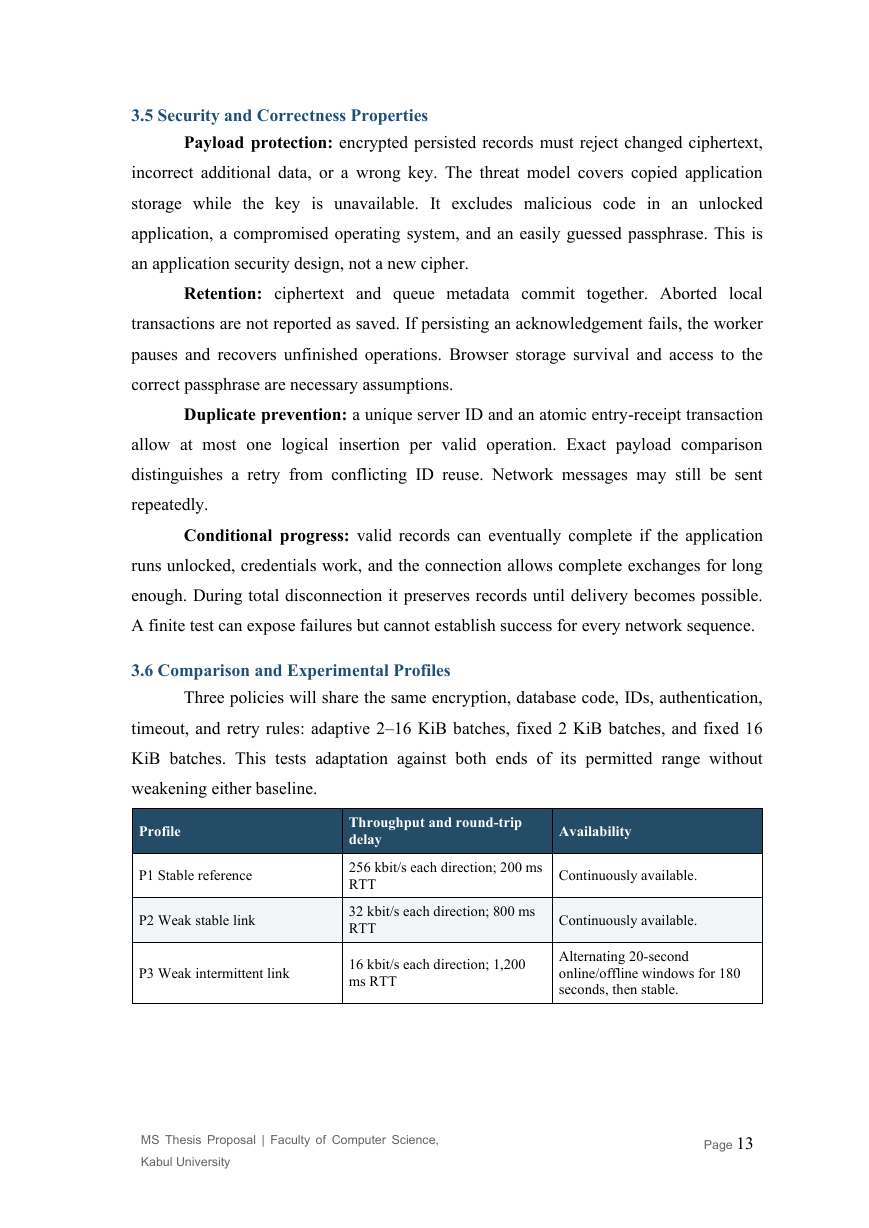 3.5 Security and Correctness Properties
Payload protection: encrypted persisted records must reject changed ciphertext,
incorrect additional data, or a wrong key. The threat model covers copied application
storage while the key is unavailable. It excludes malicious code in an unlocked
application, a compromised operating system, and an easily guessed passphrase. This is
an application security design, not a new cipher.
Retention: ciphertext and queue metadata commit together. Aborted local
transactions are not reported as saved. If persisting an acknowledgement fails, the worker
pauses and recovers unfinished operations. Browser storage survival and access to the
correct passphrase are necessary assumptions.
Duplicate prevention: a unique server ID and an atomic entry-receipt transaction
allow at most one logical insertion per valid operation. Exact payload comparison
distinguishes a retry from conflicting ID reuse. Network messages may still be sent
repeatedly.
Conditional progress: valid records can eventually complete if the application
runs unlocked, credentials work, and the connection allows complete exchanges for long
enough. During total disconnection it preserves records until delivery becomes possible.
A finite test can expose failures but cannot establish success for every network sequence.
3.6 Comparison and Experimental Profiles
Three policies will share the same encryption, database code, IDs, authentication,
timeout, and retry rules: adaptive 2–16 KiB batches, fixed 2 KiB batches, and fixed 16
KiB batches. This tests adaptation against both ends of its permitted range without
weakening either baseline.
Profile
Throughput and round-trip
delay
Availability
P1 Stable reference
256 kbit/s each direction; 200 ms
RTT
Continuously available.
P2 Weak stable link
32 kbit/s each direction; 800 ms
RTT
Continuously available.
P3 Weak intermittent link
16 kbit/s each direction; 1,200
ms RTT
Alternating 20-second
online/offline windows for 180
seconds, then stable.
MS Thesis Proposal | Faculty of Computer Science,
Kabul University
Page 13